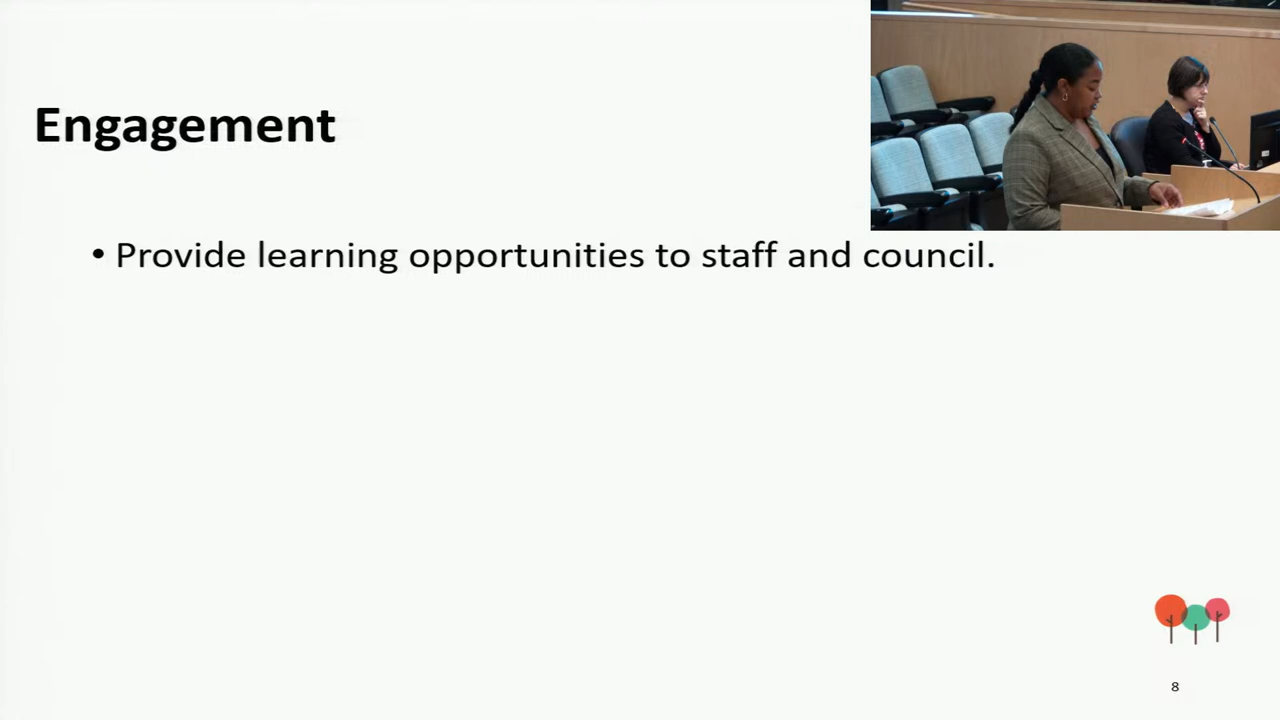 Engagement
• Provide learning opportunities to staff and council.
8